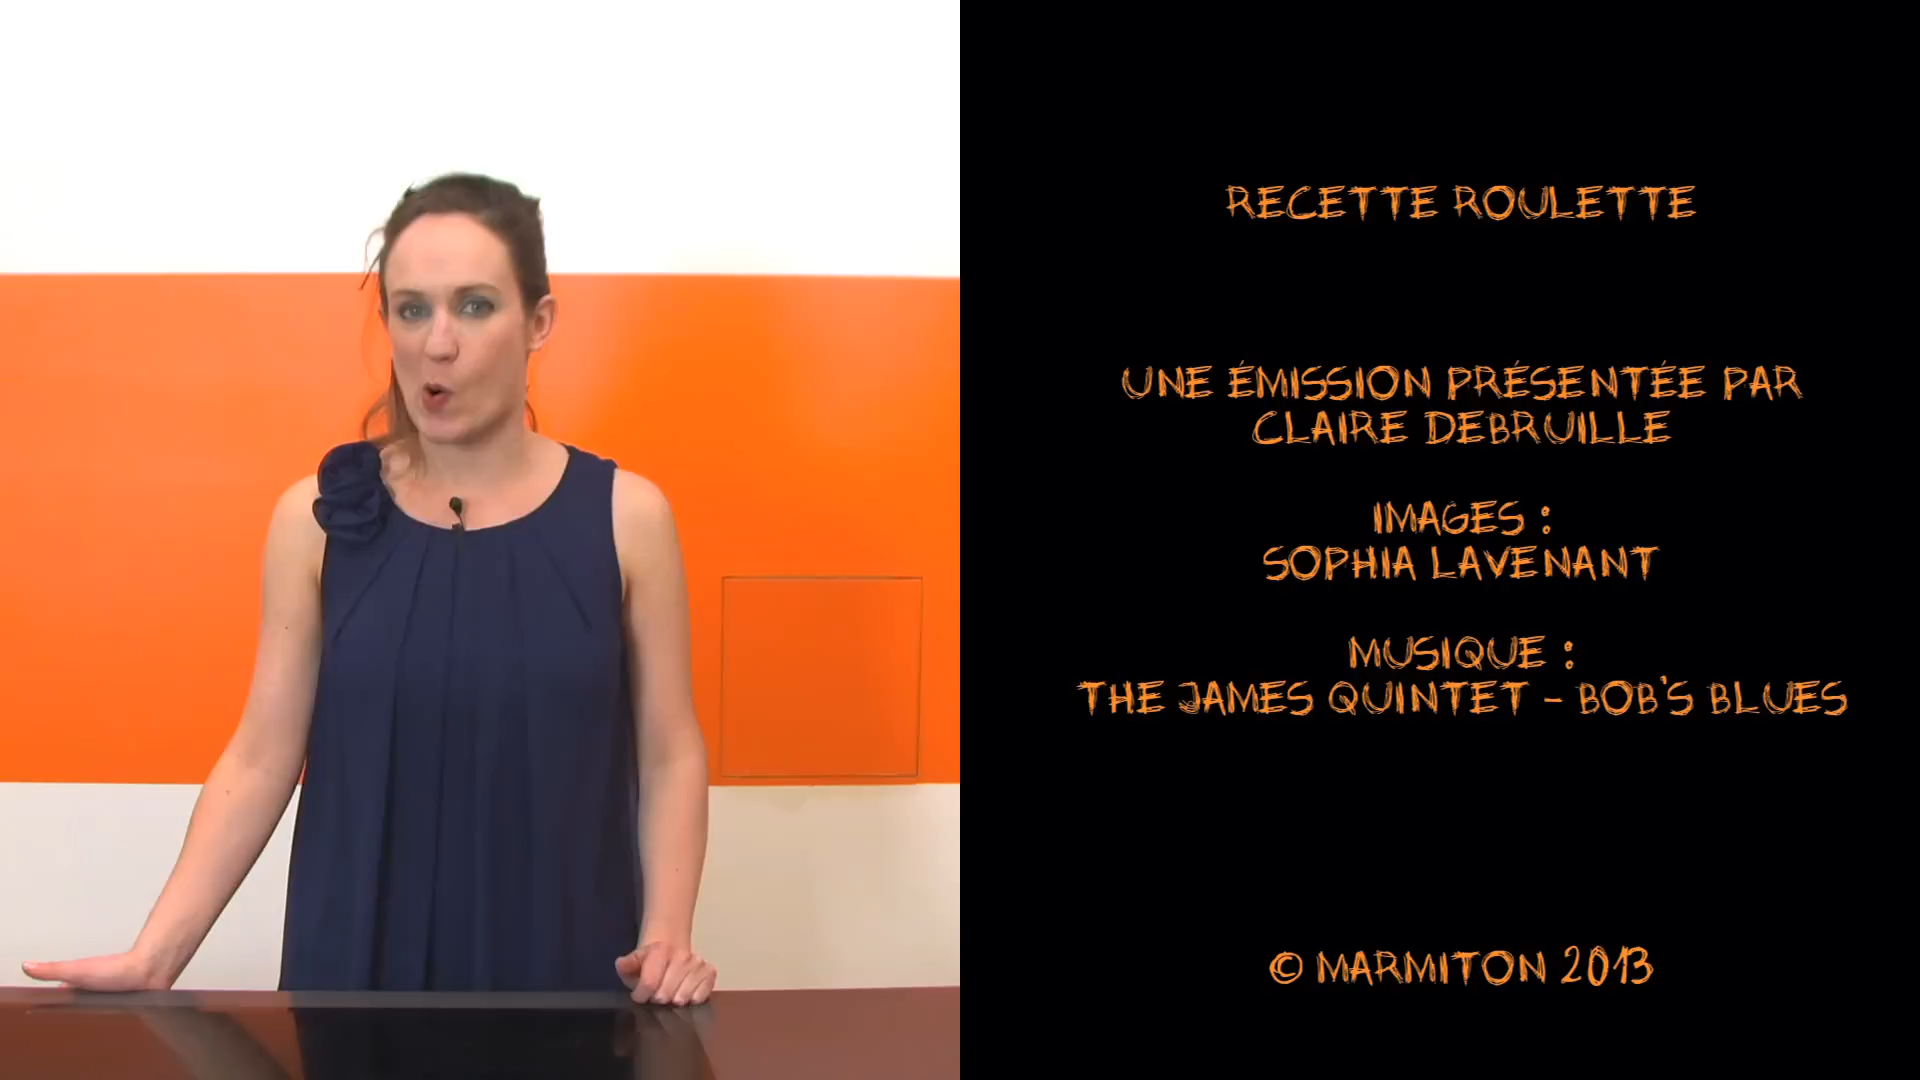 RECETTE ROULETTE
UNE ÉMISSION PRÉSENTÉE PAR
CLAIRE DEBRUILLE
IMAGES :
SOPHIA LAVENANT
MUSIQUE :
THE JAMES QUINTET - BOB'S BLUES
© MARMITON 2013